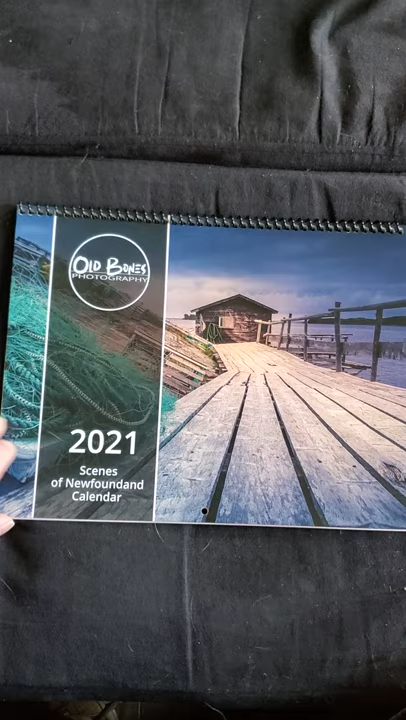 OLD BONES
PHOTOGRAPHY
2021
Scenes
of Newfoundand
Calendar